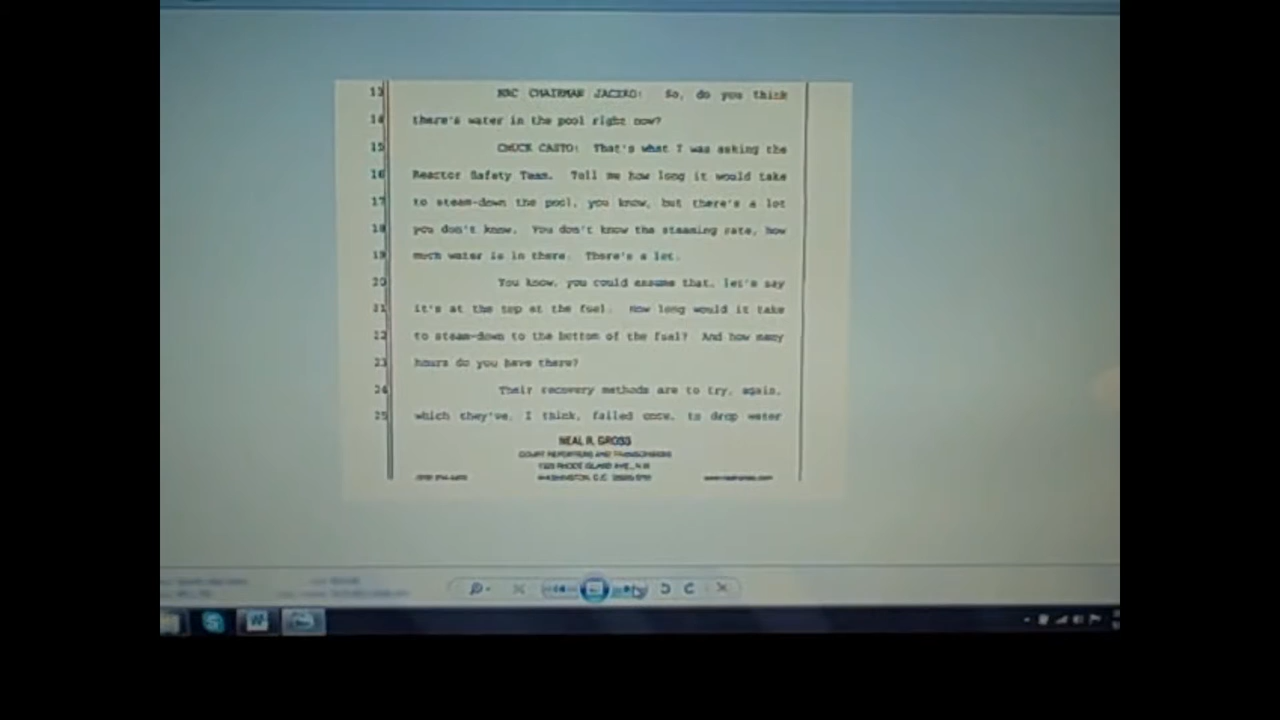 13 NRC CHAIRMAN JACZKO: So, do you think
14 there's water in the pool right now?
15 CHUCK CASTO: That's what I was asking the
16 Reactor Safety Team. Tell me how long it would take
17 to steam-down the pool, you know, but there's a lot
18 you don't know. You don't know the steaming rate, how
19 much water is in there. There's a lot.
20 You know, you could assume that, let's say
21 it's at the top at the fuel. How long would it take
22 to steam-down to the bottom of the fuel? And how many
23 hours do you have there?
24 Their recovery methods are to try, again,
25 which they've, I think, failed once, to drop water
NEAL R. GROSS
COURT REPORTERS AND TRANSCRIBERS
1323 RHODE ISLAND AVE., N.W.
WASHINGTON, D.C.